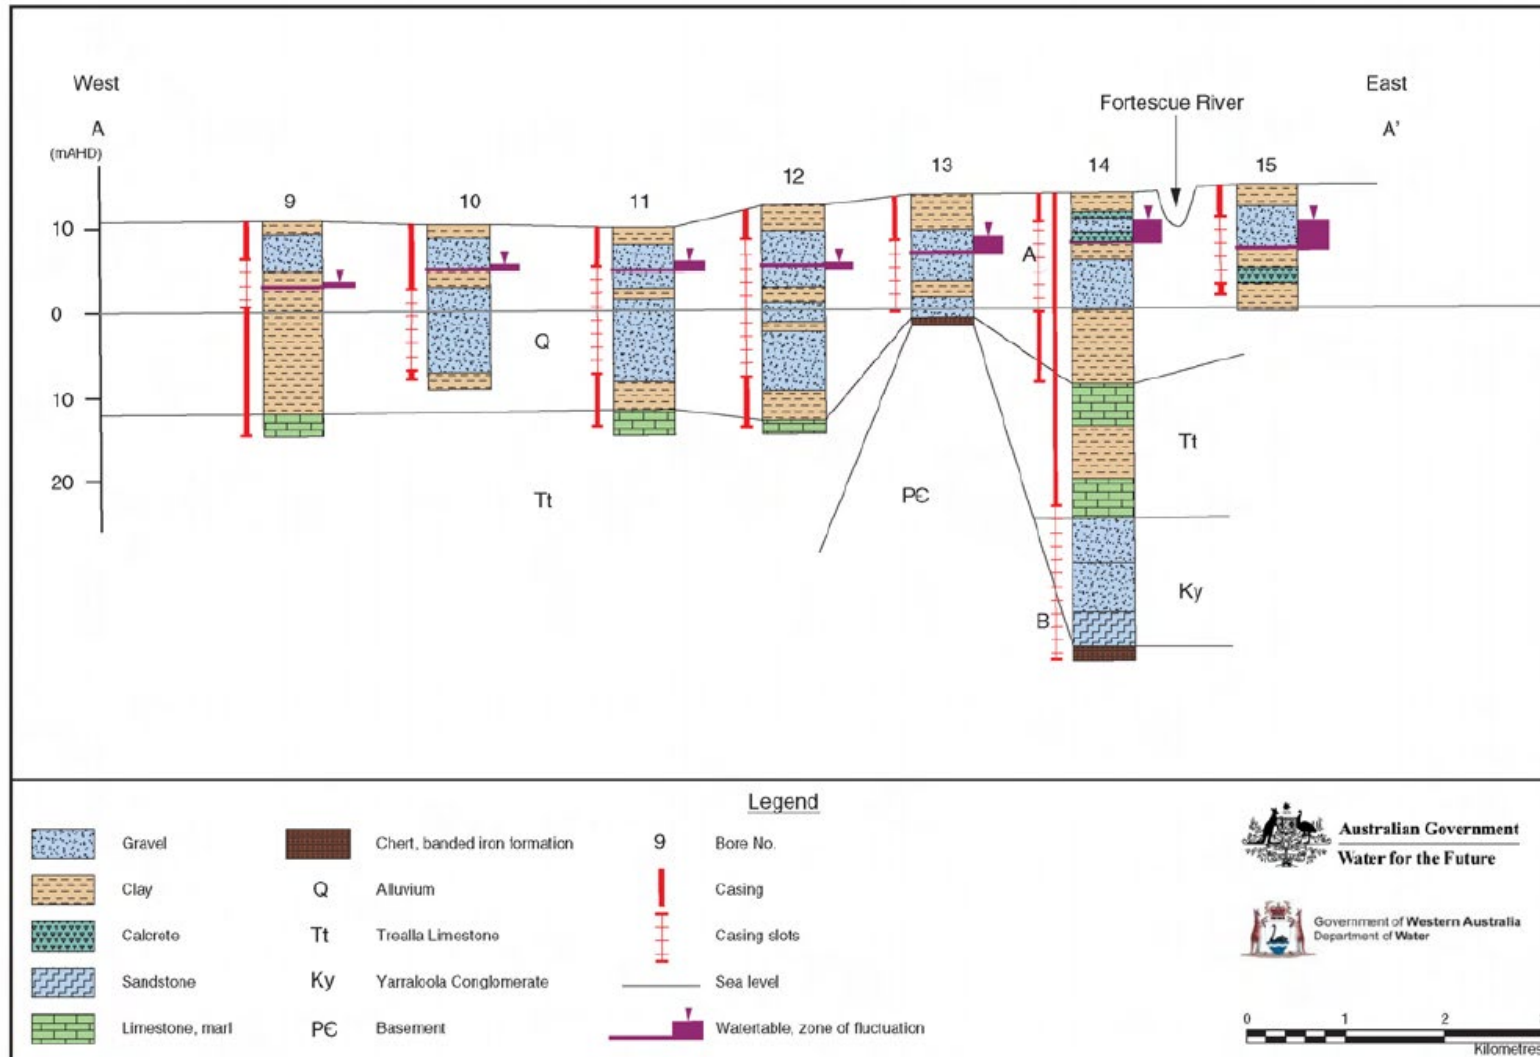 West
East
Fortescue River
A
A'
(mAHD)
9
10
11
12
13
14
15
10
A
0
Q
10
Tt
20
Tt
PЄ
Ky
B
Legend
Gravel
Chert, banded iron formation
9
Bore No.
Clay
Q
Alluvium
Casing
Calcrete
Tt
Trealla Limestone
Casing slots
Sandstone
Ky
Yarraloola Conglomerate
Sea level
Limestone, marl
PЄ
Basement
Watertable, zone of fluctuation
Australian Government
Water for the Future
Government of Western Australia
Department of Water
0
1
2
Kilometres